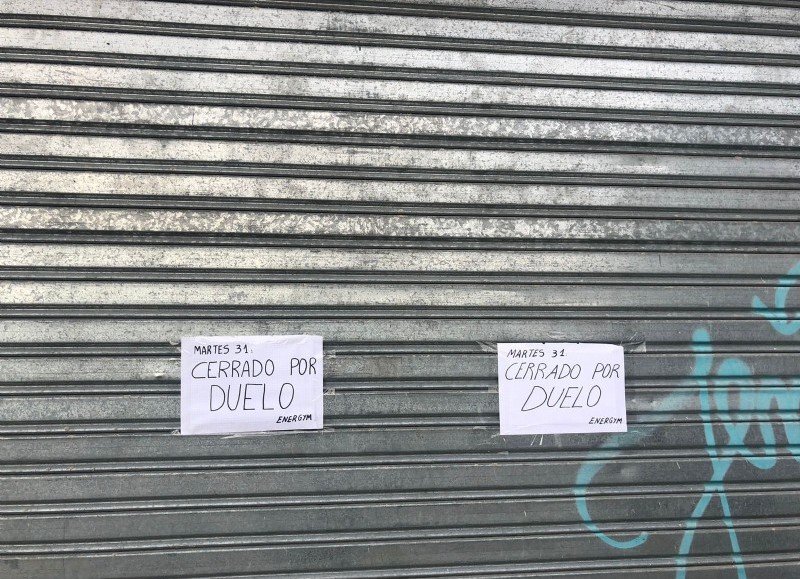 MARTES 31.
CERRADO POR
DUELO
ENERGYM
MARTES 31.
CERRADO POR
DUELO
ENERGYM